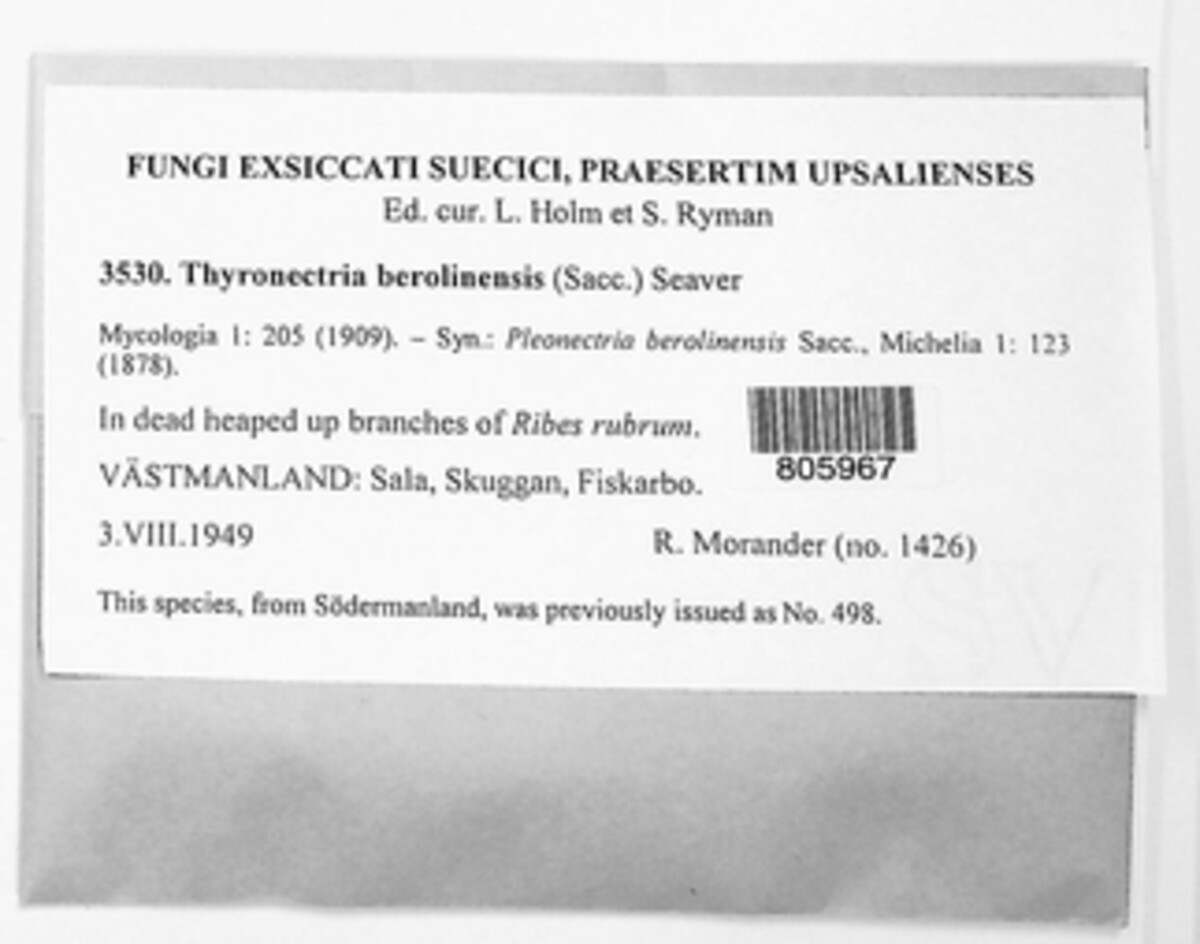 FUNGI EXSICCATI SUECICI, PRAESERTIM UPSALIENSES
Ed. cur. L. Holm et S. Ryman
3530. Thyronectria berolinensis (Sacc.) Seaver
Mycologia 1: 205 (1909). – Syn.: Pleonectria berolinensis Sacc., Michelia 1: 123
(1878).
In dead heaped up branches of Ribes rubrum.
VÄSTMANLAND: Sala, Skuggan, Fiskarbo.
805967
3.VIII.1949 R. Morander (no. 1426)
This species, from Södermanland, was previously issued as No. 498.